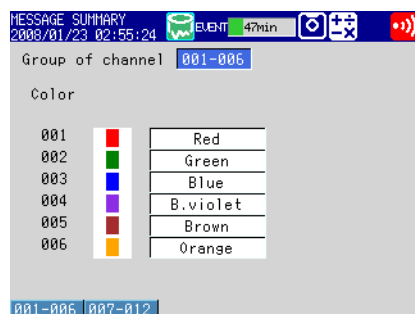 MESSAGE SUMMARY
2008/01/23 02:55:24 EVENT 47min
Group of channel 001-006
Color
001 Red
002 Green
003 Blue
004 B.violet
005 Brown
006 Orange
001-006 007-012